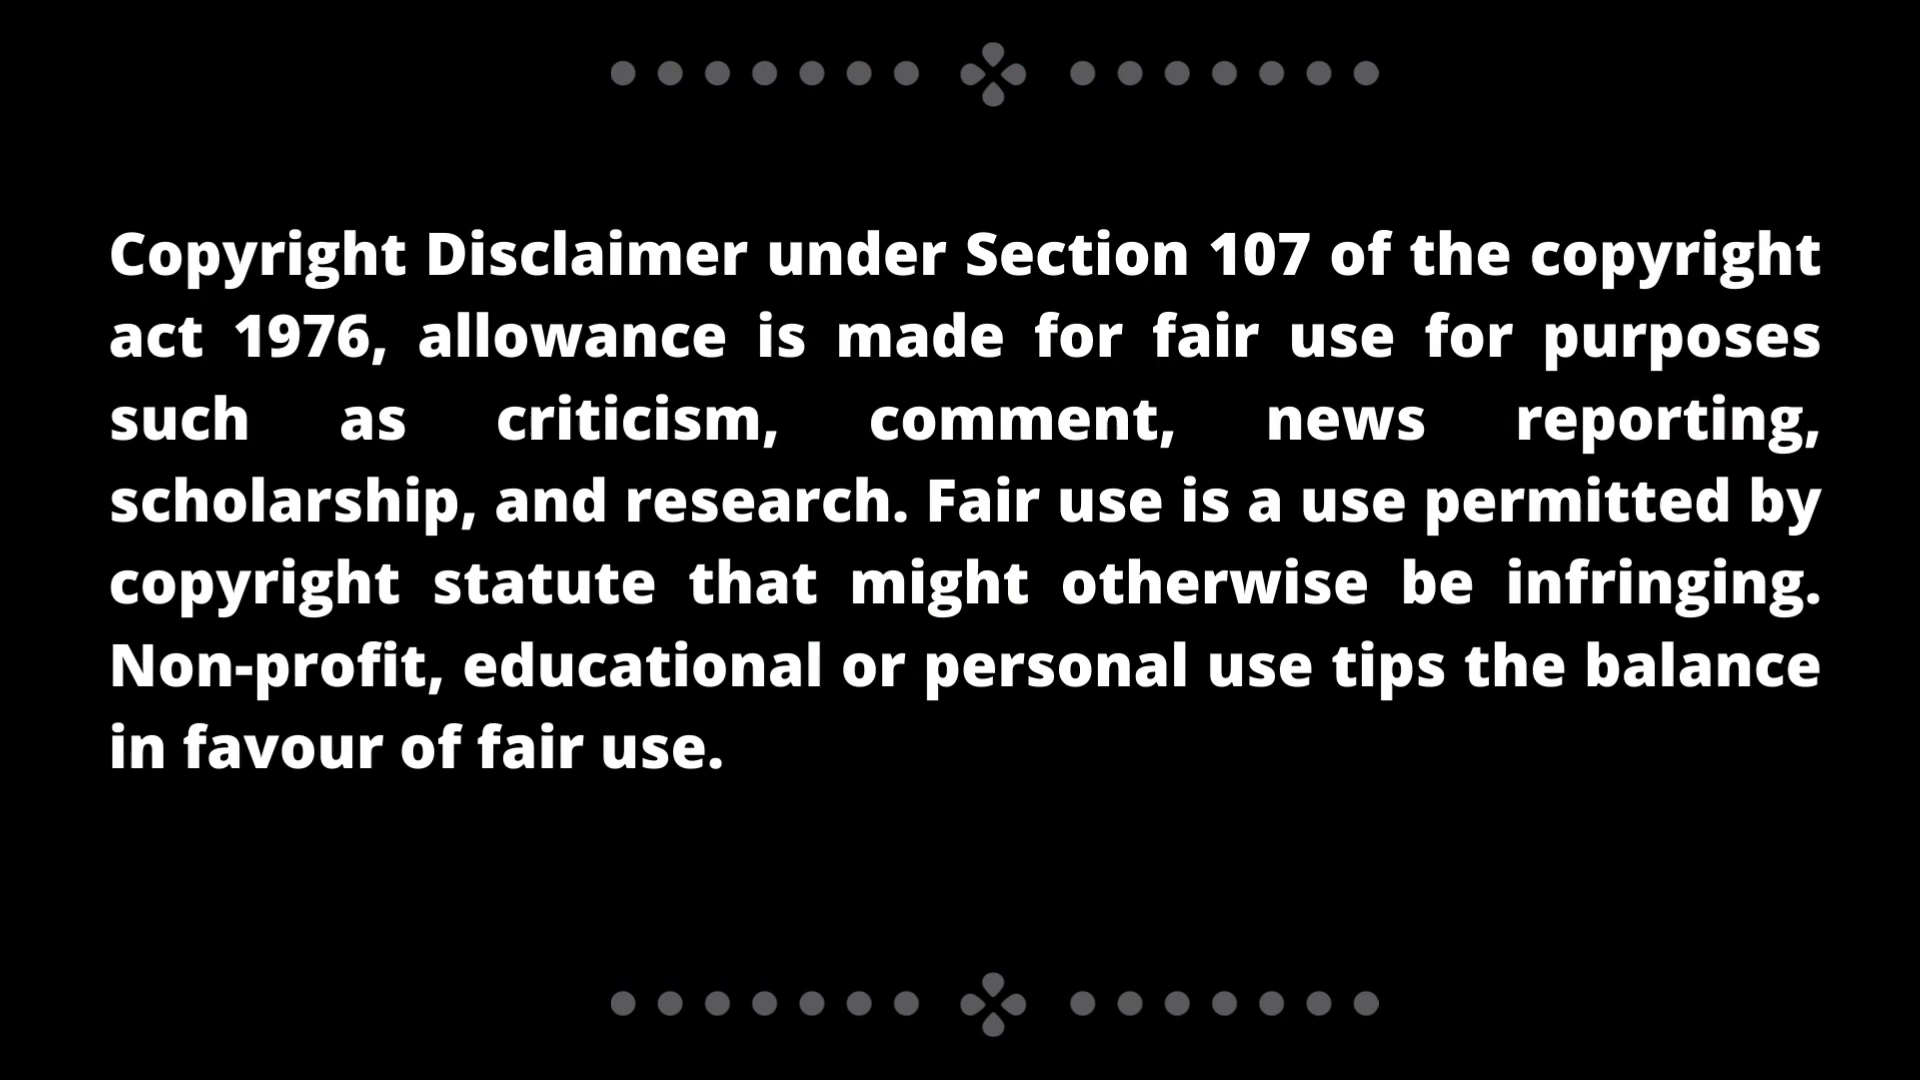 Copyright Disclaimer under Section 107 of the copyright
act 1976, allowance is made for fair use for purposes
such as criticism, comment, news reporting,
scholarship, and research. Fair use is a use permitted by
copyright statute that might otherwise be infringing.
Non-profit, educational or personal use tips the balance
in favour of fair use.